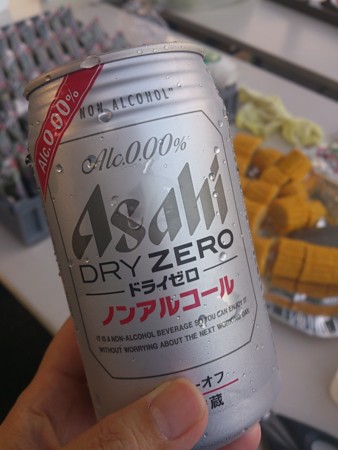 Alc.0.00%
NON ALCOHOL
Alc.0.00%
Asahi
DRY ZERO
ドライゼロ
ノンアルコール
IT IS A NON-ALCOHOL BEVERAGE SO YOU CAN ENJOY IT
WITHOUT WORRYING ABOUT THE NEXT MORNING
ーオフ
蔵